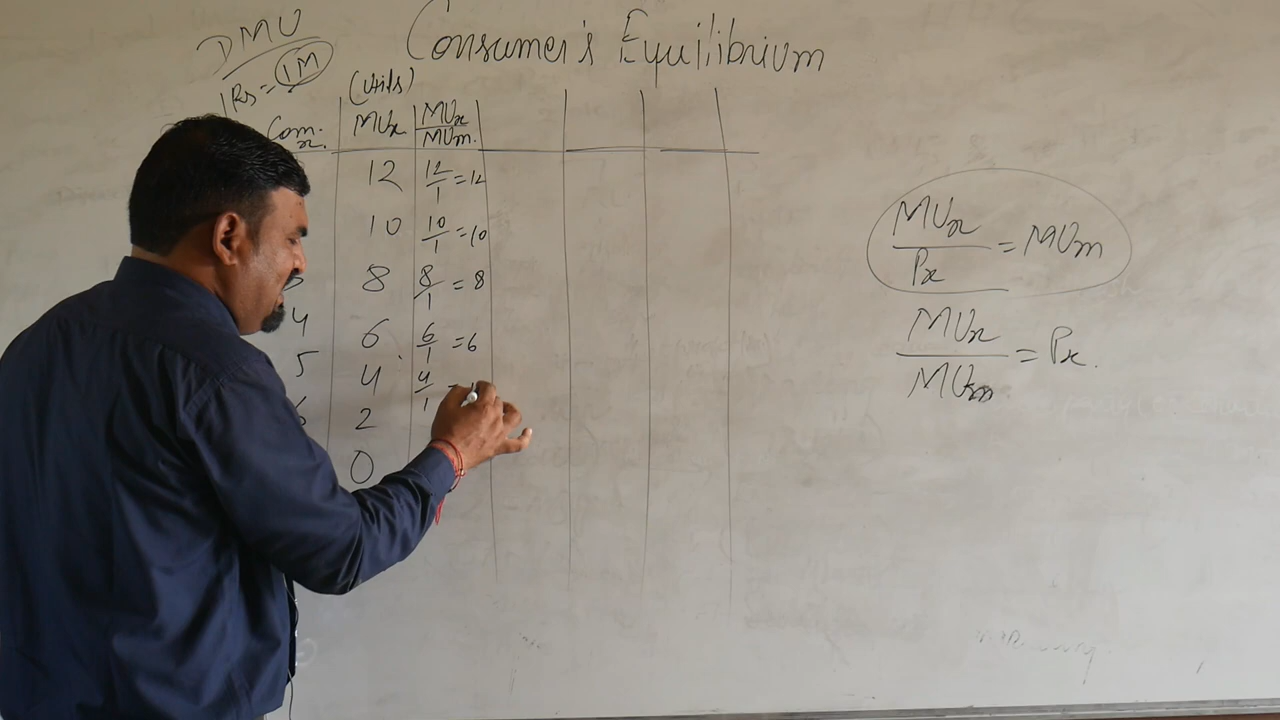 Consumer's Equilibrium
DMU
1Rs = 1M
(utils)
Com. x. MUx MUx/MUm.
12 12/1 = 12
10 10/1 = 10
3 8 8/1 = 8
4 6 6/1 = 6
5 4 4/1 =
6 2
0
MUx/Px = MUm
MUx/MUm = Px.